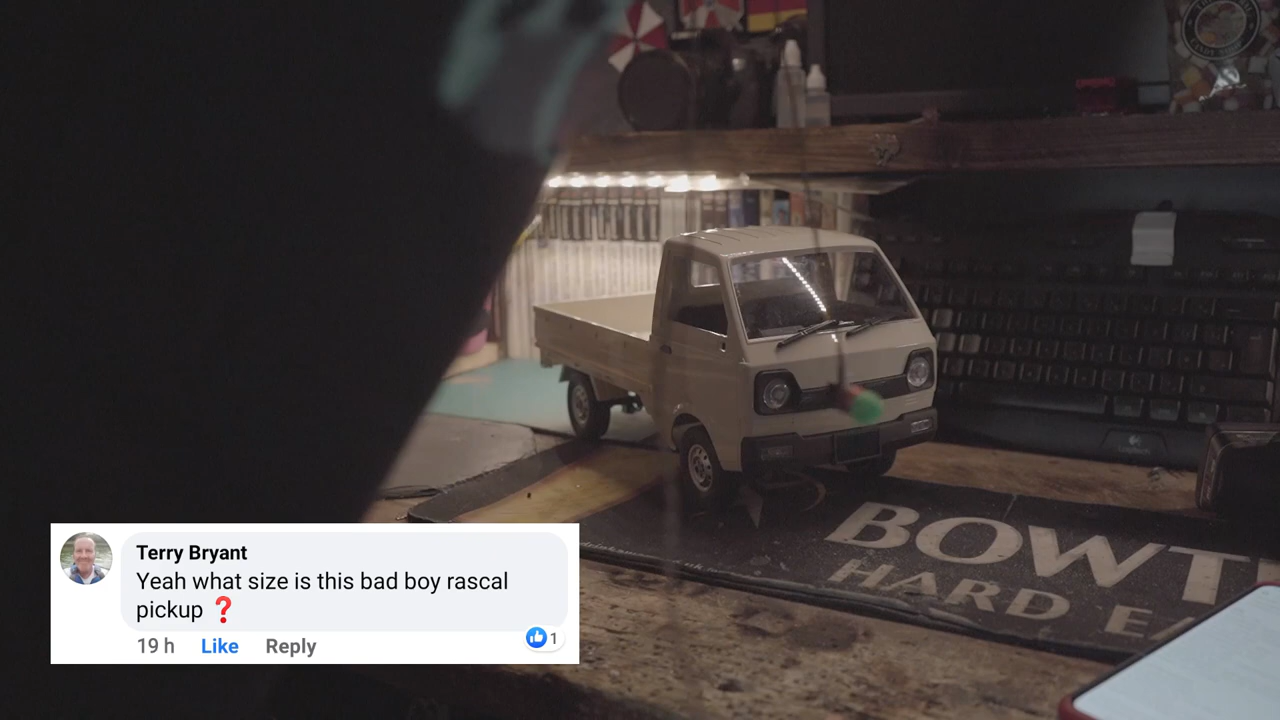 BOWT
HARD E
Terry Bryant
Yeah what size is this bad boy rascal
pickup ❓
19 h Like Reply 1